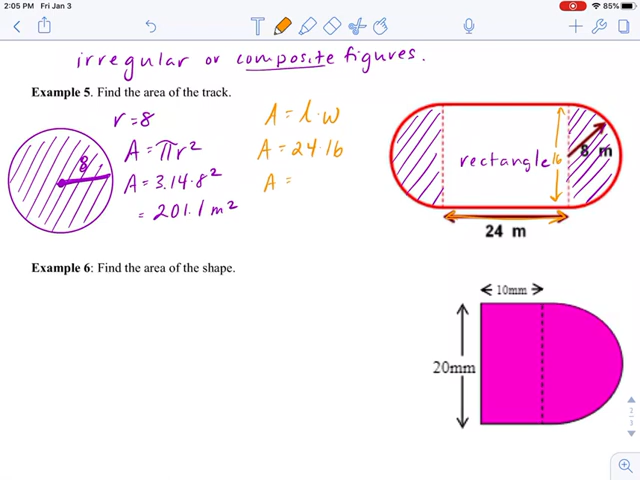 2:05 PM Fri Jan 3
85%
irregular or composite figures.
Example 5. Find the area of the track.
r = 8
A = πr²
A = 3.14 · 8²
= 201.1 m²
8
A = l · w
A = 24 · 16
A =
rectangle
16
8 m
24 m
Example 6: Find the area of the shape.
10mm
20mm
2/3